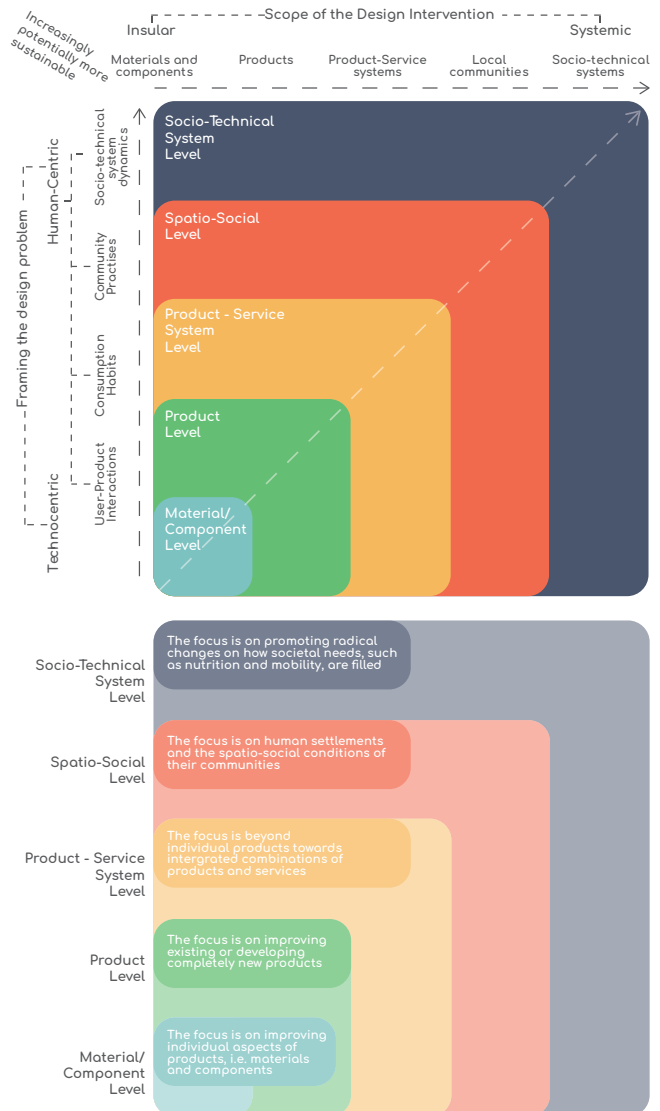 Increasingly
potentially more
sustainable
Scope of the Design Intervention
Insular
Systemic
Materials and
components
Products
Product-Service
systems
Local
communities
Socio-technical
systems
Framing the design problem
Human-Centric
Technocentric
Socio-technical
system
dynamics
Community
Practises
Consumption
Habits
User-Product
Interactions
Socio-Technical
System
Level
Spatio-Social
Level
Product - Service
System
Level
Product
Level
Material/
Component
Level
Socio-Technical
System
Level
The focus is on promoting radical
changes on how societal needs, such
as nutrition and mobility, are filled
Spatio-Social
Level
The focus is on human settlements
and the spatio-social conditions of
their communities
Product - Service
System
Level
The focus is beyond
individual products towards
intergrated combinations of
products and services
Product
Level
The focus is on improving
existing or developing
completely new products
Material/
Component
Level
The focus is on improving
individual aspects of
products, i.e. materials
and components